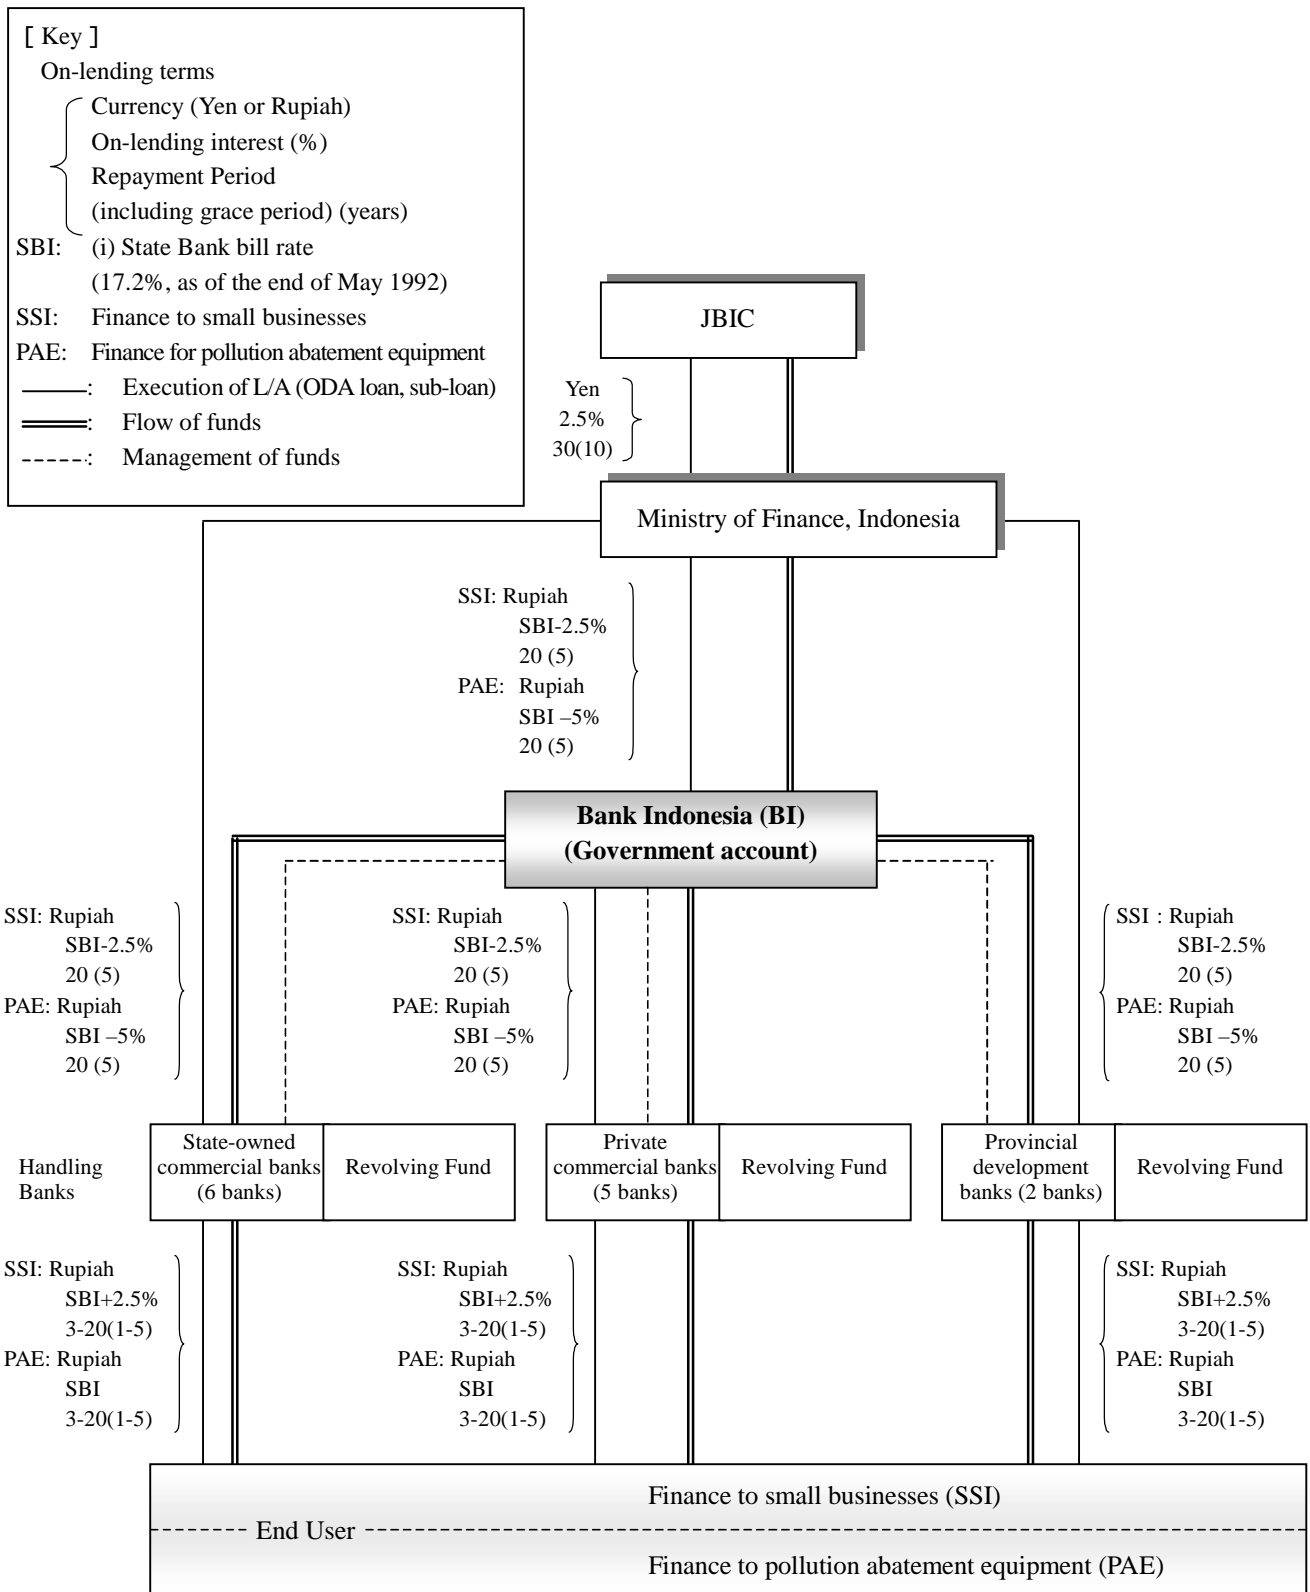 [ Key ]
On-lending terms
Currency (Yen or Rupiah)
On-lending interest (%)
Repayment Period
(including grace period) (years)
SBI: (i) State Bank bill rate
(17.2%, as of the end of May 1992)
SSI: Finance to small businesses
PAE: Finance for pollution abatement equipment
: Execution of L/A (ODA loan, sub-loan)
: Flow of funds
: Management of funds
JBIC
Yen
2.5%
30(10)
Ministry of Finance, Indonesia
SSI: Rupiah
SBI-2.5%
20 (5)
PAE: Rupiah
SBI –5%
20 (5)
Bank Indonesia (BI)
(Government account)
SSI: Rupiah
SBI-2.5%
20 (5)
PAE: Rupiah
SBI –5%
20 (5)
SSI: Rupiah
SBI-2.5%
20 (5)
PAE: Rupiah
SBI –5%
20 (5)
SSI : Rupiah
SBI-2.5%
20 (5)
PAE: Rupiah
SBI –5%
20 (5)
Handling
Banks
State-owned
commercial banks
(6 banks)
Revolving Fund
Private
commercial banks
(5 banks)
Revolving Fund
Provincial
development
banks (2 banks)
Revolving Fund
SSI: Rupiah
SBI+2.5%
3-20(1-5)
PAE: Rupiah
SBI
3-20(1-5)
SSI: Rupiah
SBI+2.5%
3-20(1-5)
PAE: Rupiah
SBI
3-20(1-5)
SSI: Rupiah
SBI+2.5%
3-20(1-5)
PAE: Rupiah
SBI
3-20(1-5)
Finance to small businesses (SSI)
End User
Finance to pollution abatement equipment (PAE)